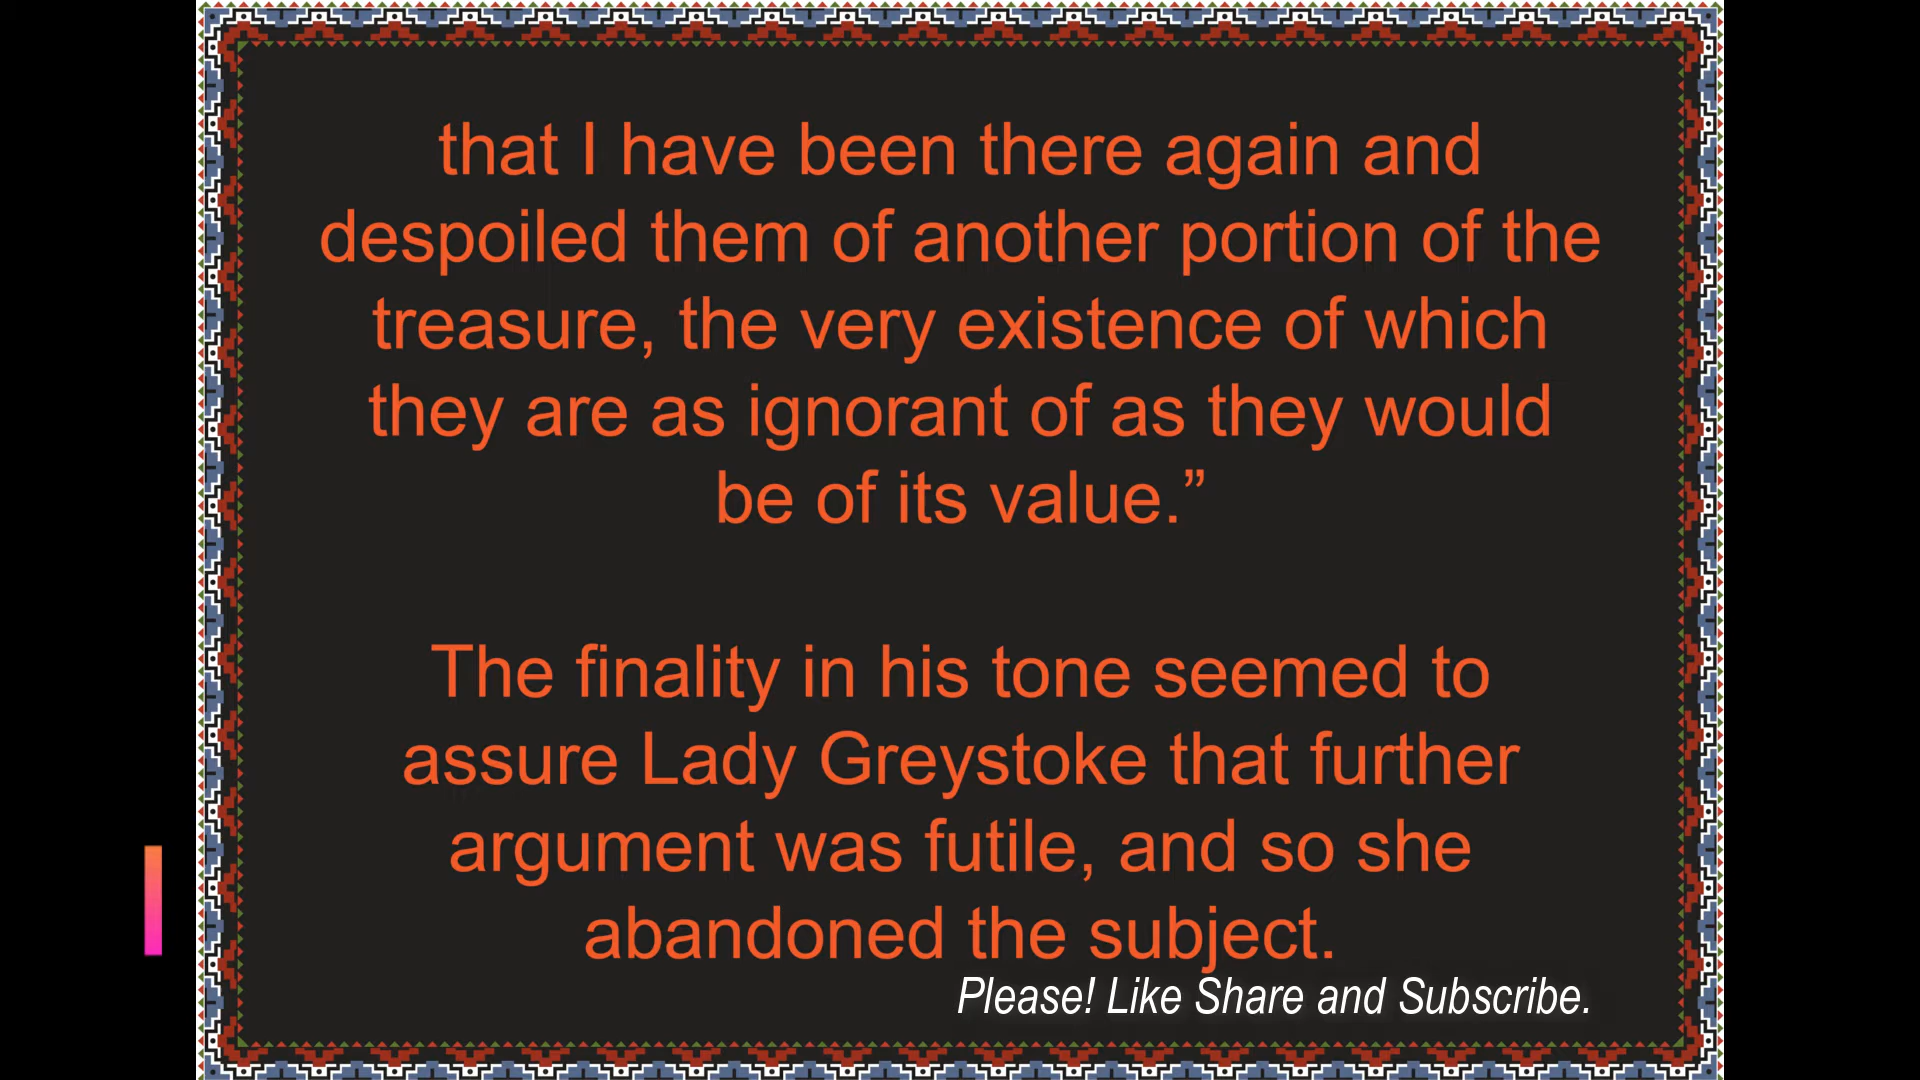 that I have been there again and
despoiled them of another portion of the
treasure, the very existence of which
they are as ignorant of as they would
be of its value.”
The finality in his tone seemed to
assure Lady Greystoke that further
argument was futile, and so she
abandoned the subject.
Please! Like Share and Subscribe.